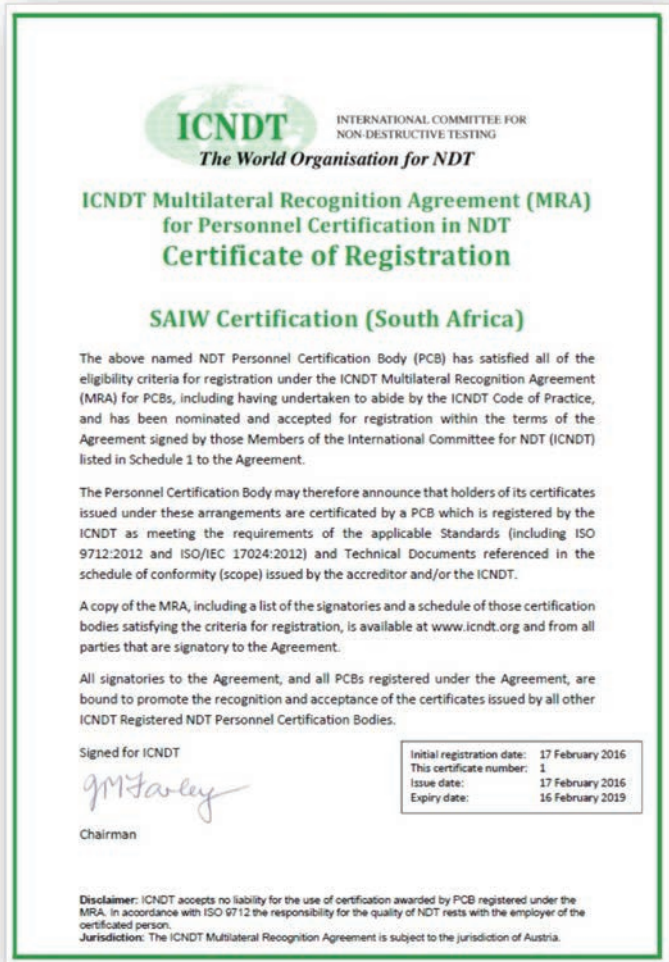 ICNDT
INTERNATIONAL COMMITTEE FOR
NON-DESTRUCTIVE TESTING
The World Organisation for NDT
ICNDT Multilateral Recognition Agreement (MRA)
for Personnel Certification in NDT
Certificate of Registration
SAIW Certification (South Africa)
The above named NDT Personnel Certification Body (PCB) has satisfied all of the
eligibility criteria for registration under the ICNDT Multilateral Recognition Agreement
(MRA) for PCBs, including having undertaken to abide by the ICNDT Code of Practice,
and has been nominated and accepted for registration within the terms of the
Agreement signed by those Members of the International Committee for NDT (ICNDT)
listed in Schedule 1 to the Agreement.
The Personnel Certification Body may therefore announce that holders of its certificates
issued under these arrangements are certificated by a PCB which is registered by the
ICNDT as meeting the requirements of the applicable Standards (including ISO
9712:2012 and ISO/IEC 17024:2012) and Technical Documents referenced in the
schedule of conformity (scope) issued by the accreditor and/or the ICNDT.
A copy of the MRA, including a list of the signatories and a schedule of those certification
bodies satisfying the criteria for registration, is available at www.icndt.org and from all
parties that are signatory to the Agreement.
All signatories to the Agreement, and all PCBs registered under the Agreement, are
bound to promote the recognition and acceptance of the certificates issued by all other
ICNDT Registered NDT Personnel Certification Bodies.
Signed for ICNDT
GMFarley
Chairman
Initial registration date: 17 February 2016
This certificate number: 1
Issue date: 17 February 2016
Expiry date: 16 February 2019
Disclaimer: ICNDT accepts no liability for the use of certification awarded by PCB registered under the
MRA. In accordance with ISO 9712 the responsibility for the quality of NDT rests with the employer of the
certificated person.
Jurisdiction: The ICNDT Multilateral Recognition Agreement is subject to the jurisdiction of Austria.